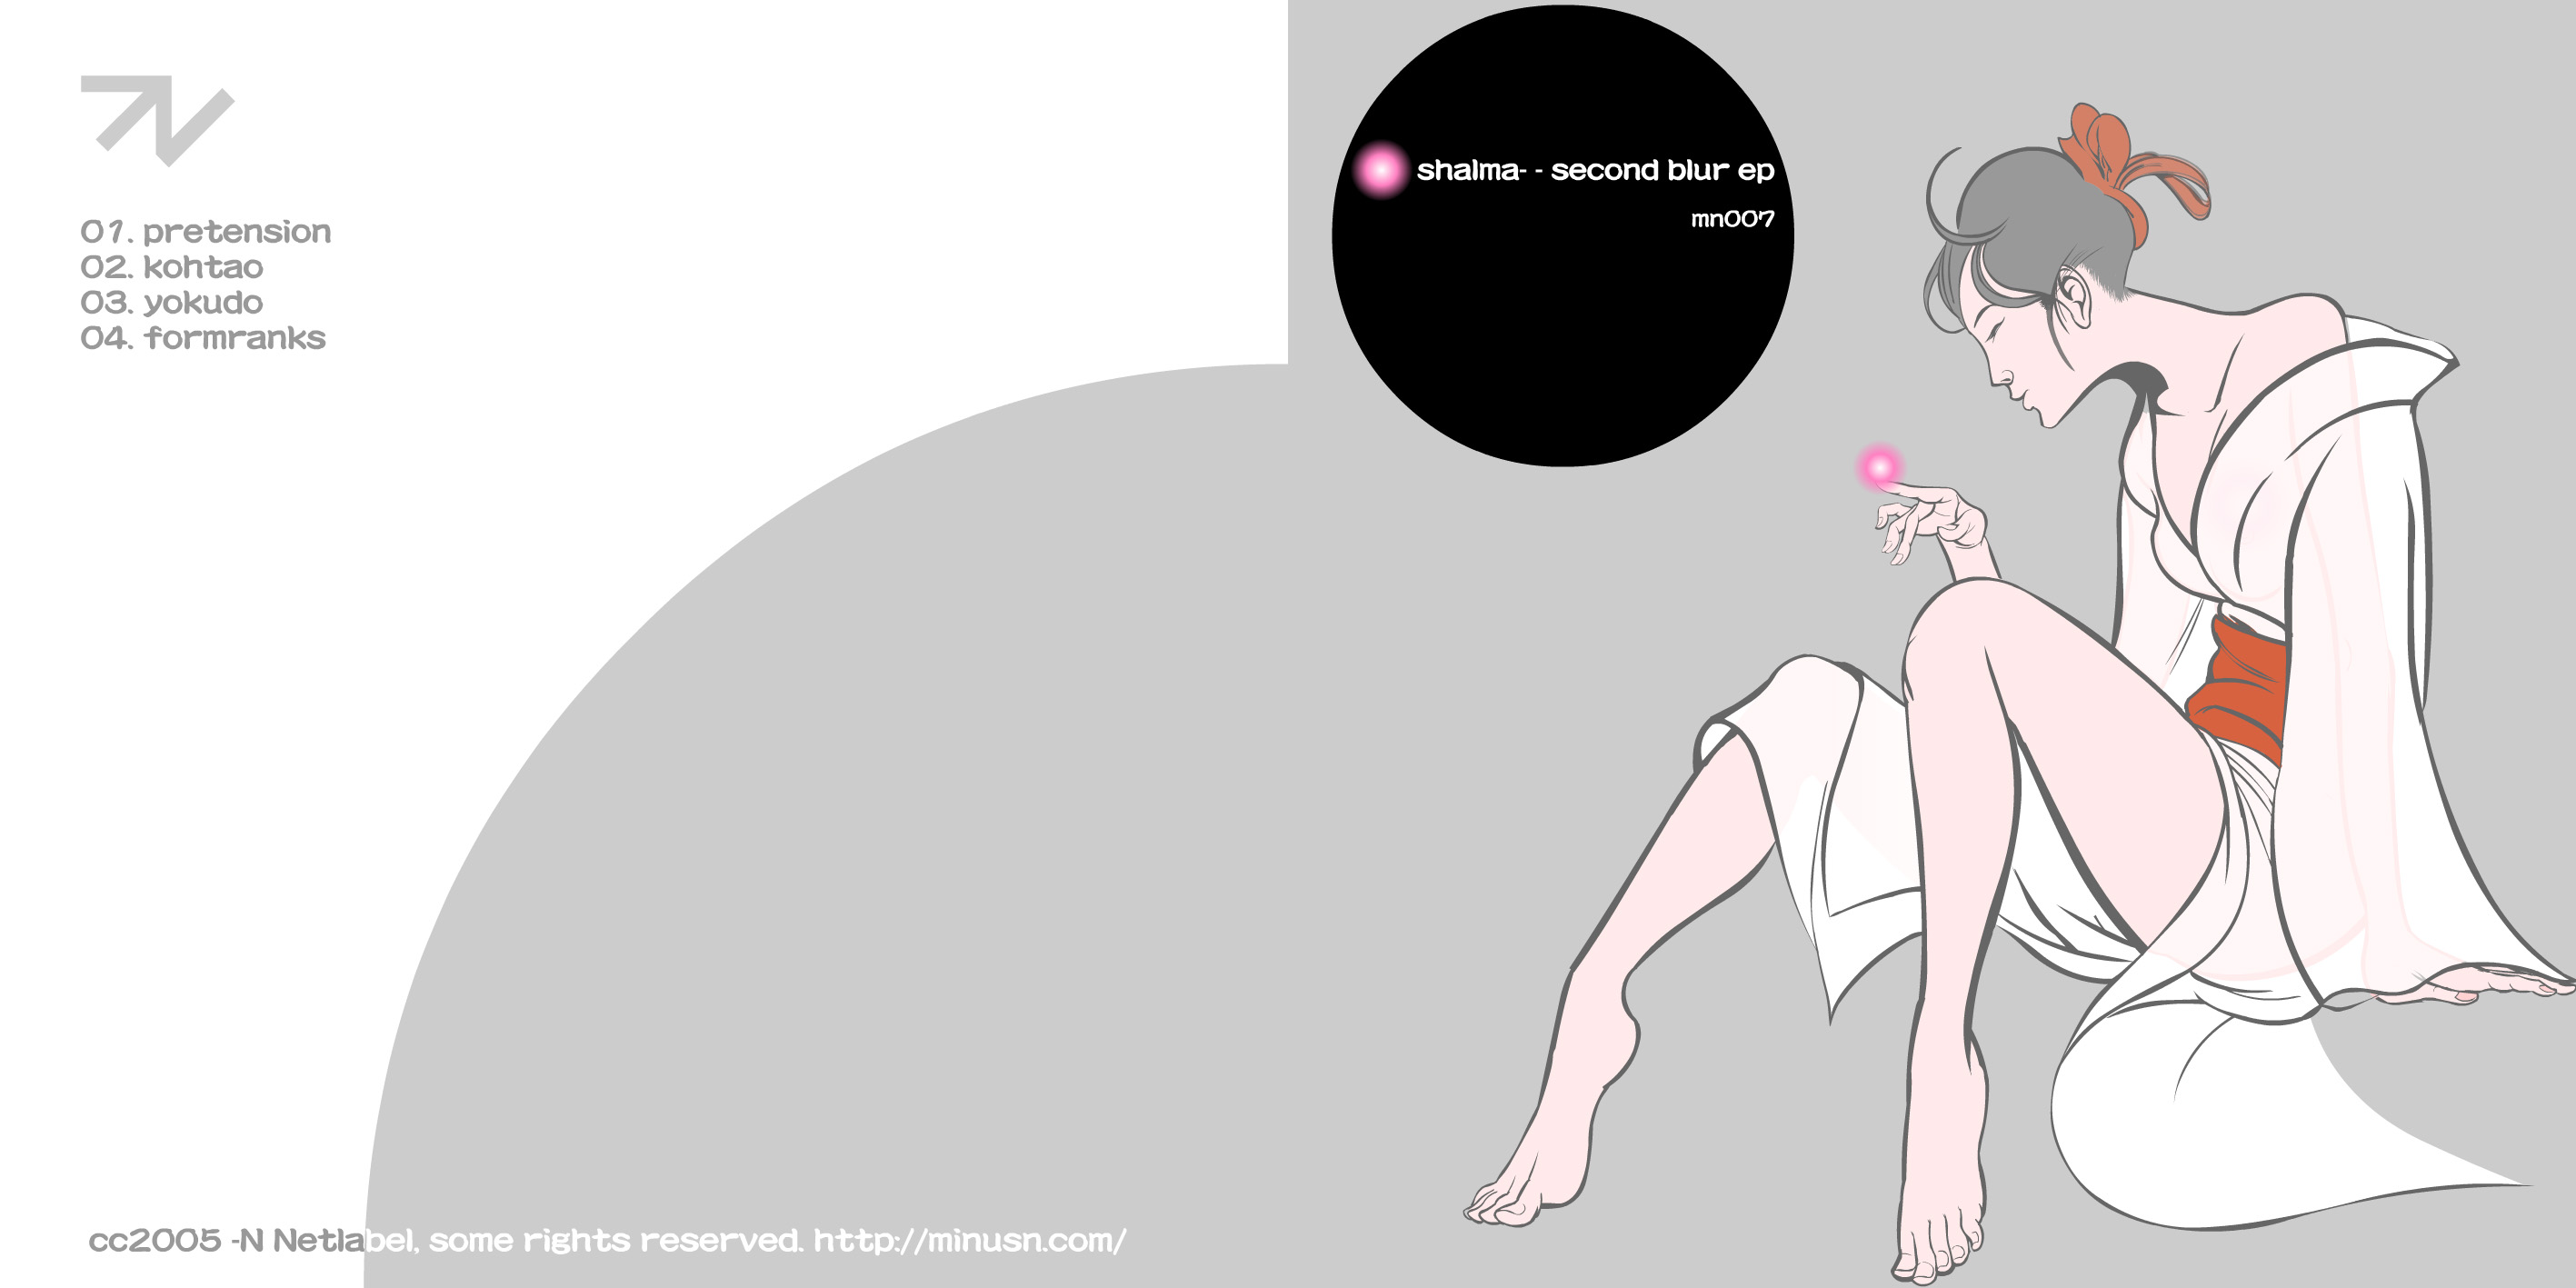 01. pretension
02. kohtao
03. yokudo
04. formranks
cc2005 -N Netlabel, some rights reserved. http://minusn.com/
shalma- - second blur ep
mn007